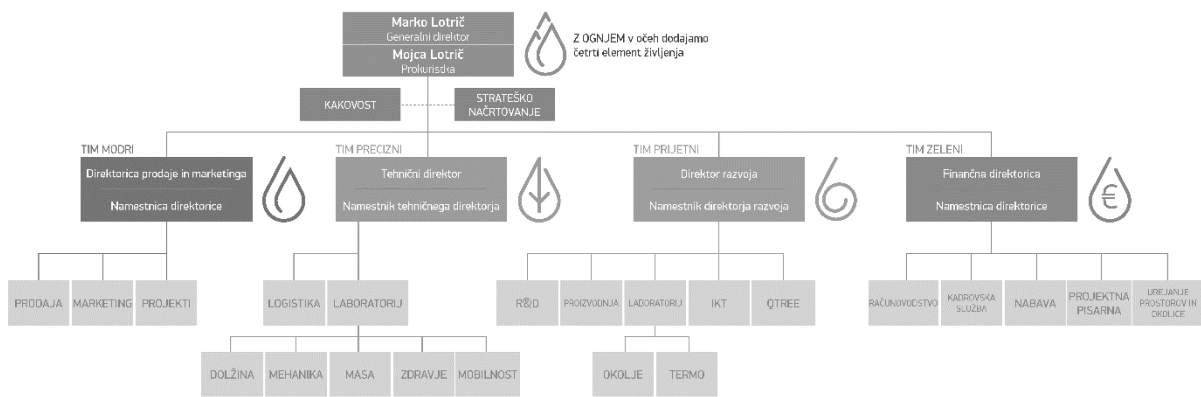 Marko Lotrič
Generalni direktor
Mojca Lotrič
Prokuristka
Z OGNJEM v očeh dodajamo
četrti element življenja
KAKOVOST
STRATEŠKO
NAČRTOVANJE
TIM MODRI
Direktorica prodaje in marketinga
Namestnica direktorice
TIM PRECIZNI
Tehnični direktor
Namestnik tehničnega direktorja
TIM PRIJETNI
Direktor razvoja
Namestnik direktorja razvoja
TIM ZELENI
Finančna direktorica
Namestnica direktorice
€
PRODAJA
MARKETING
PROJEKTI
LOGISTIKA
LABORATORIJ
R&D
PROIZVODNJA
LABORATORIJ
IKT
QTREE
RAČUNOVODSTVO
KADROVSKA
SLUŽBA
NABAVA
PROJEKTNA
PISARNA
UREJANJE
PROSTOROV IN
OKOLICE
DOLŽINA
MEHANIKA
MASA
ZDRAVJE
MOBILNOST
OKOLJE
TERMO